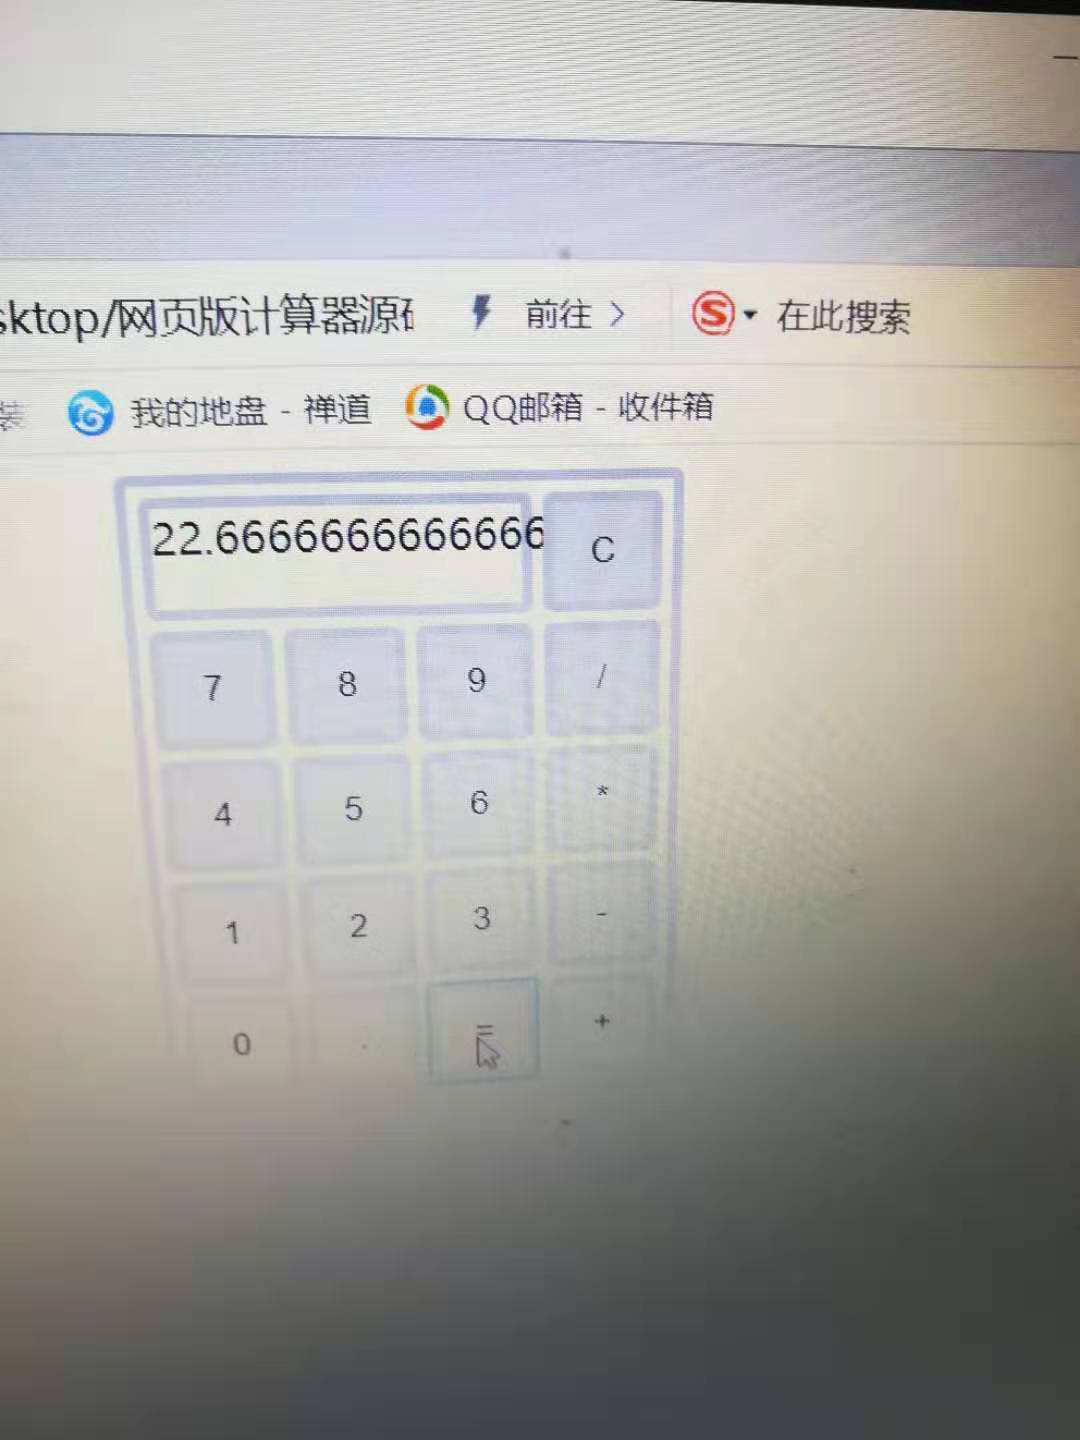 sktop/网页版计算器源 前往 > 在此搜索
装 我的地盘 - 禅道 QQ邮箱 - 收件箱
22.6666666666666 C
7 8 9 /
4 5 6 *
1 2 3 -
0 . = +